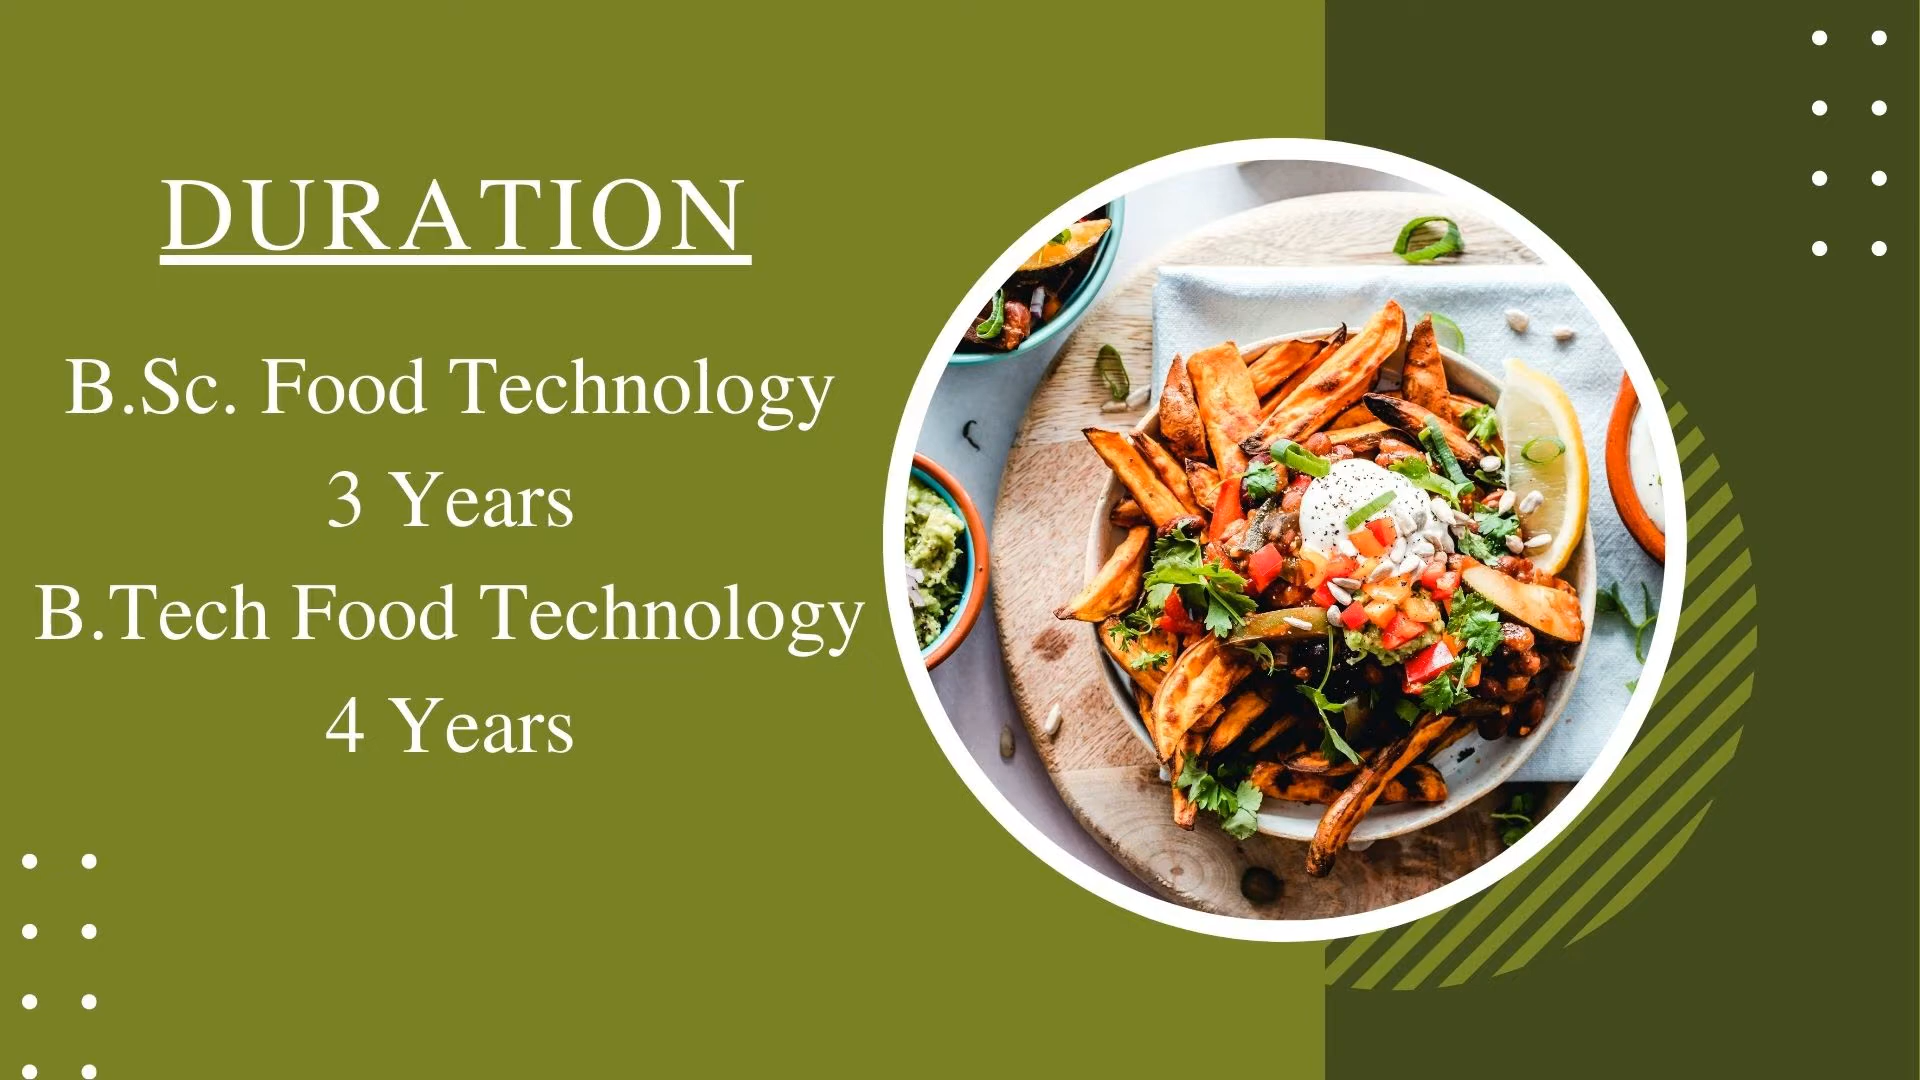 DURATION
B.Sc. Food Technology
3 Years
B.Tech Food Technology
4 Years